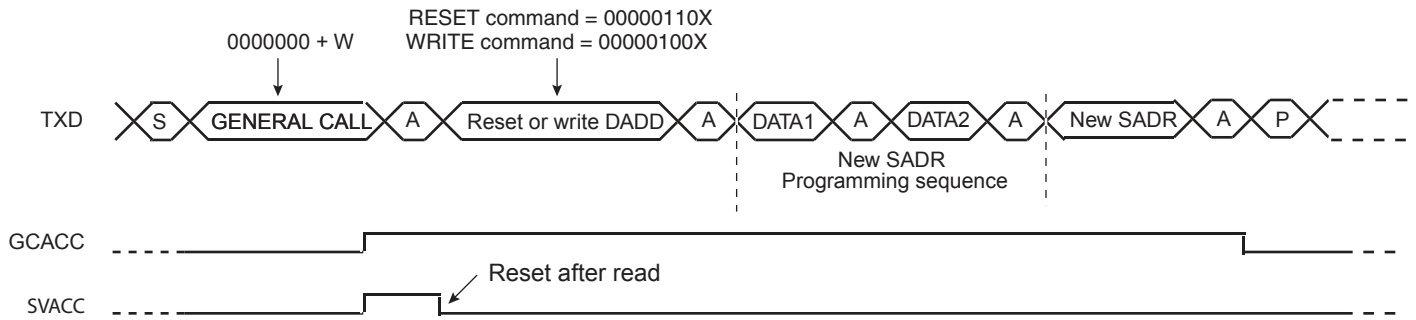 RESET command = 00000110X
0000000 + W WRITE command = 00000100X
TXD S GENERAL CALL A Reset or write DADD A DATA1 A DATA2 A New SADR A P
New SADR
Programming sequence
GCACC
Reset after read
SVACC